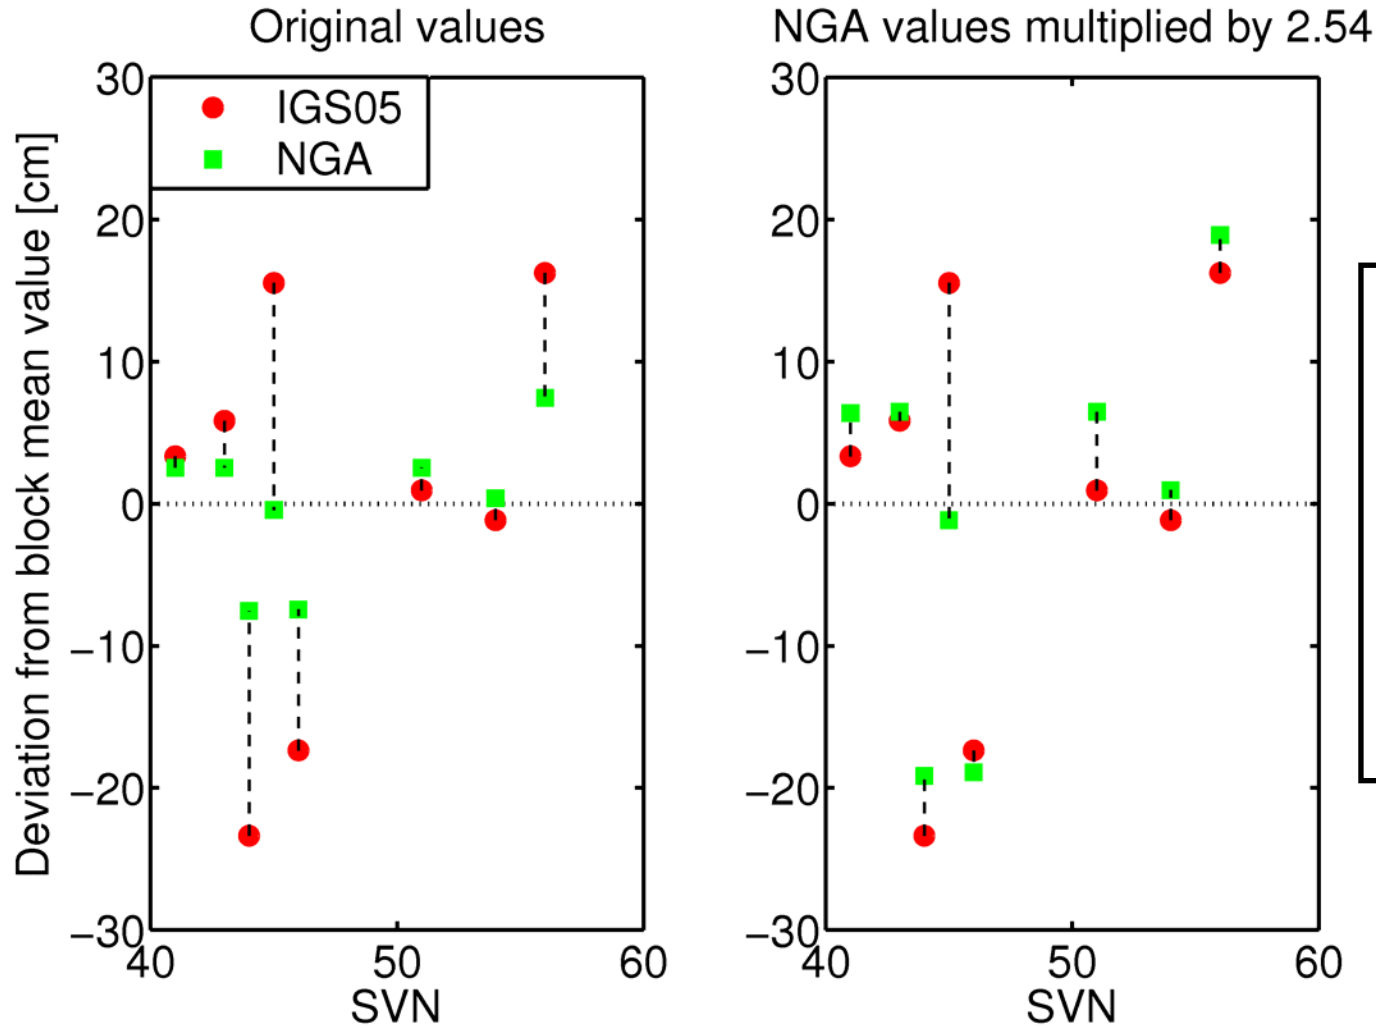 Original values
NGA values multiplied by 2.54
IGS05
NGA
Deviation from block mean value [cm]
30
20
10
0
−10
−20
−30
40
50
60
SVN
30
20
10
0
−10
−20
−30
40
50
60
SVN